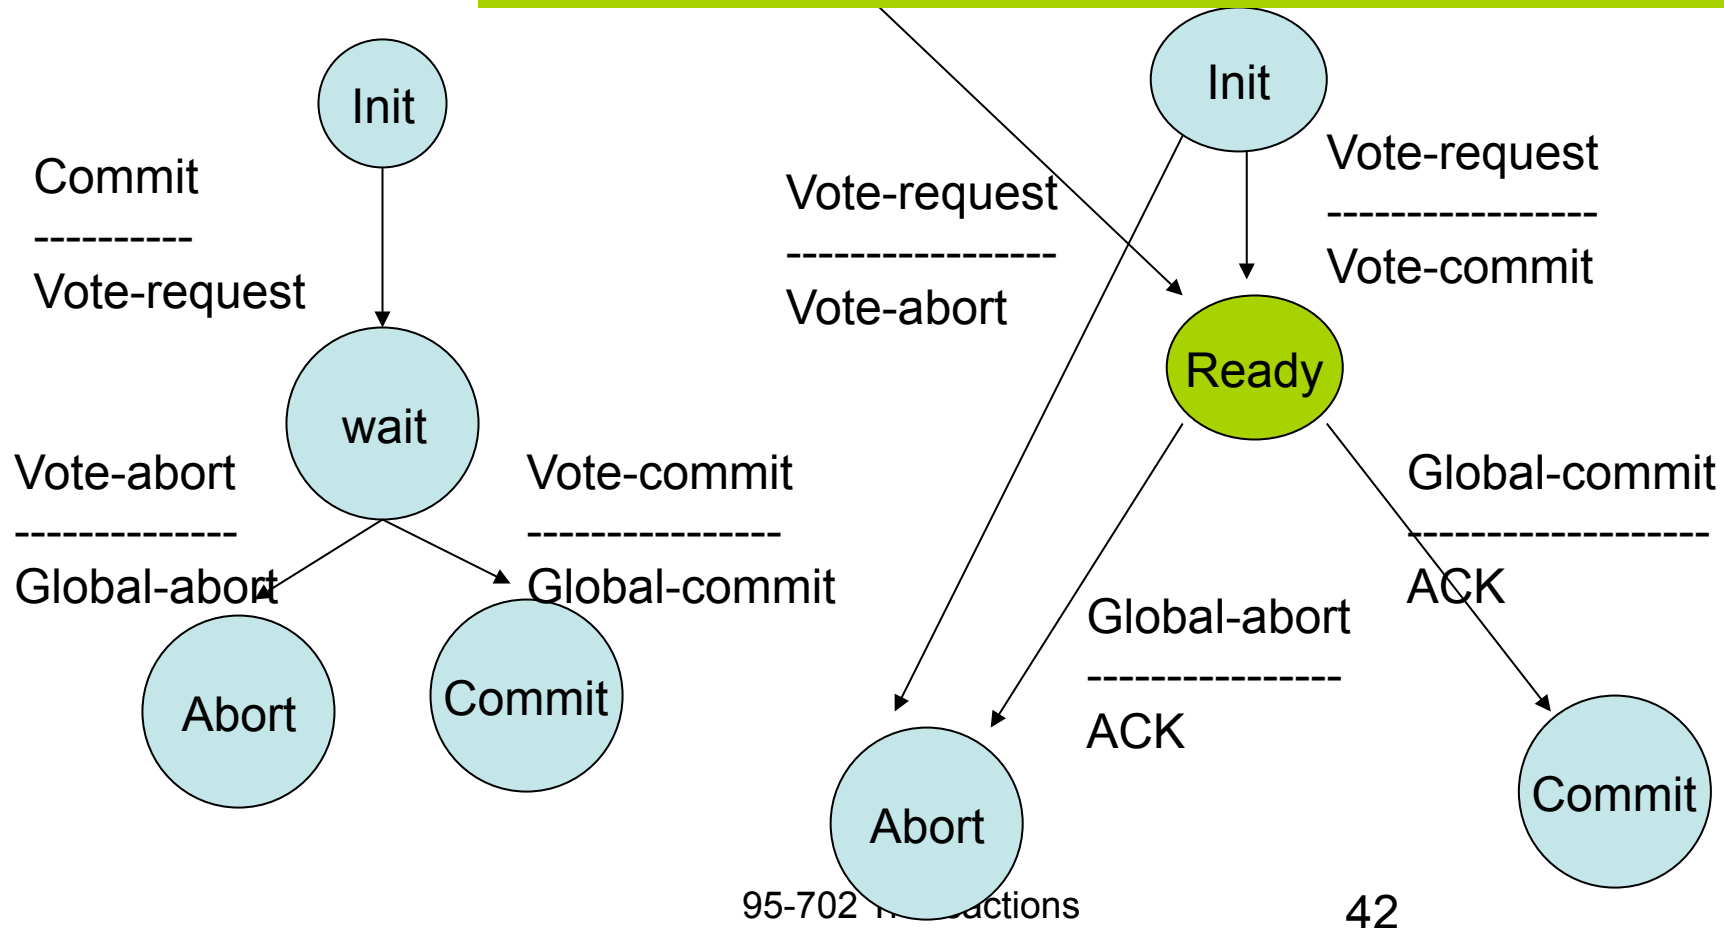 Init
Commit
----------
Vote-request
wait
Vote-abort
--------------
Global-abort
Vote-commit
----------------
Global-commit
Abort
Commit
Init
Vote-request
-----------------
Vote-abort
Vote-request
-----------------
Vote-commit
Ready
Global-commit
-------------------
ACK
Global-abort
----------------
ACK
Abort
Commit
95-702
42